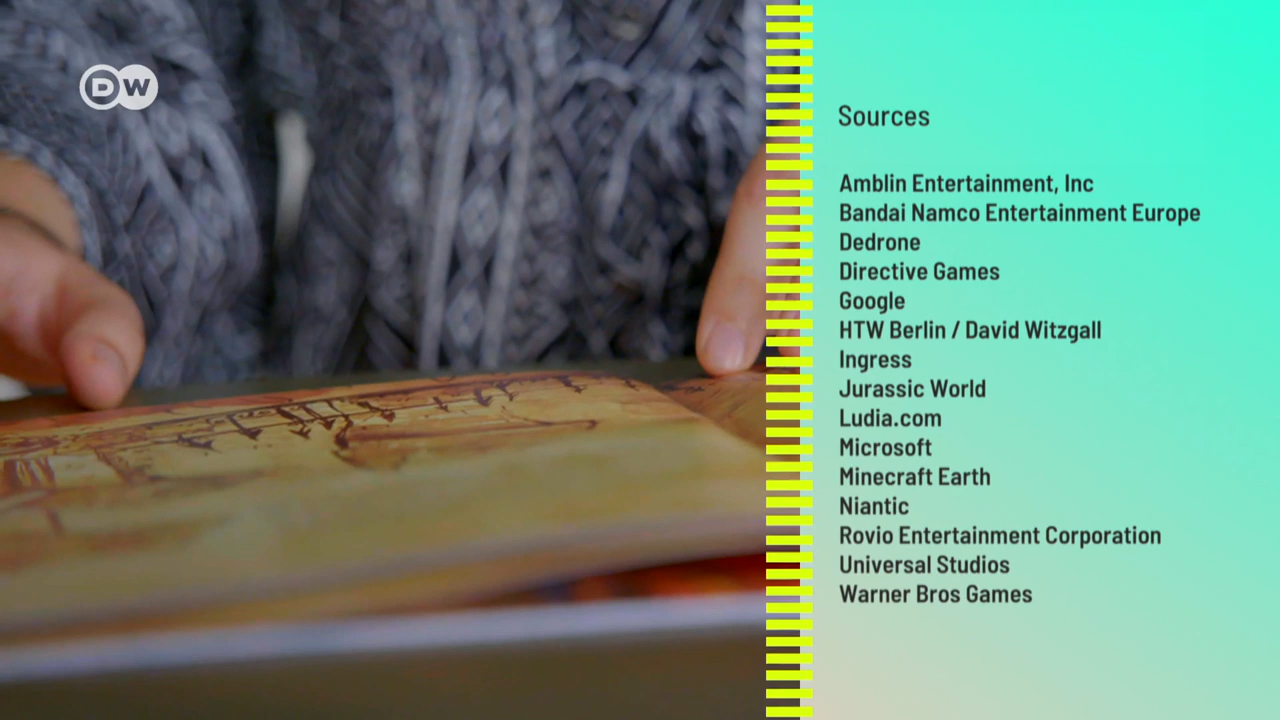 DW
Sources
Amblin Entertainment, Inc
Bandai Namco Entertainment Europe
Dedrone
Directive Games
Google
HTW Berlin / David Witzgall
Ingress
Jurassic World
Ludia.com
Microsoft
Minecraft Earth
Niantic
Rovio Entertainment Corporation
Universal Studios
Warner Bros Games